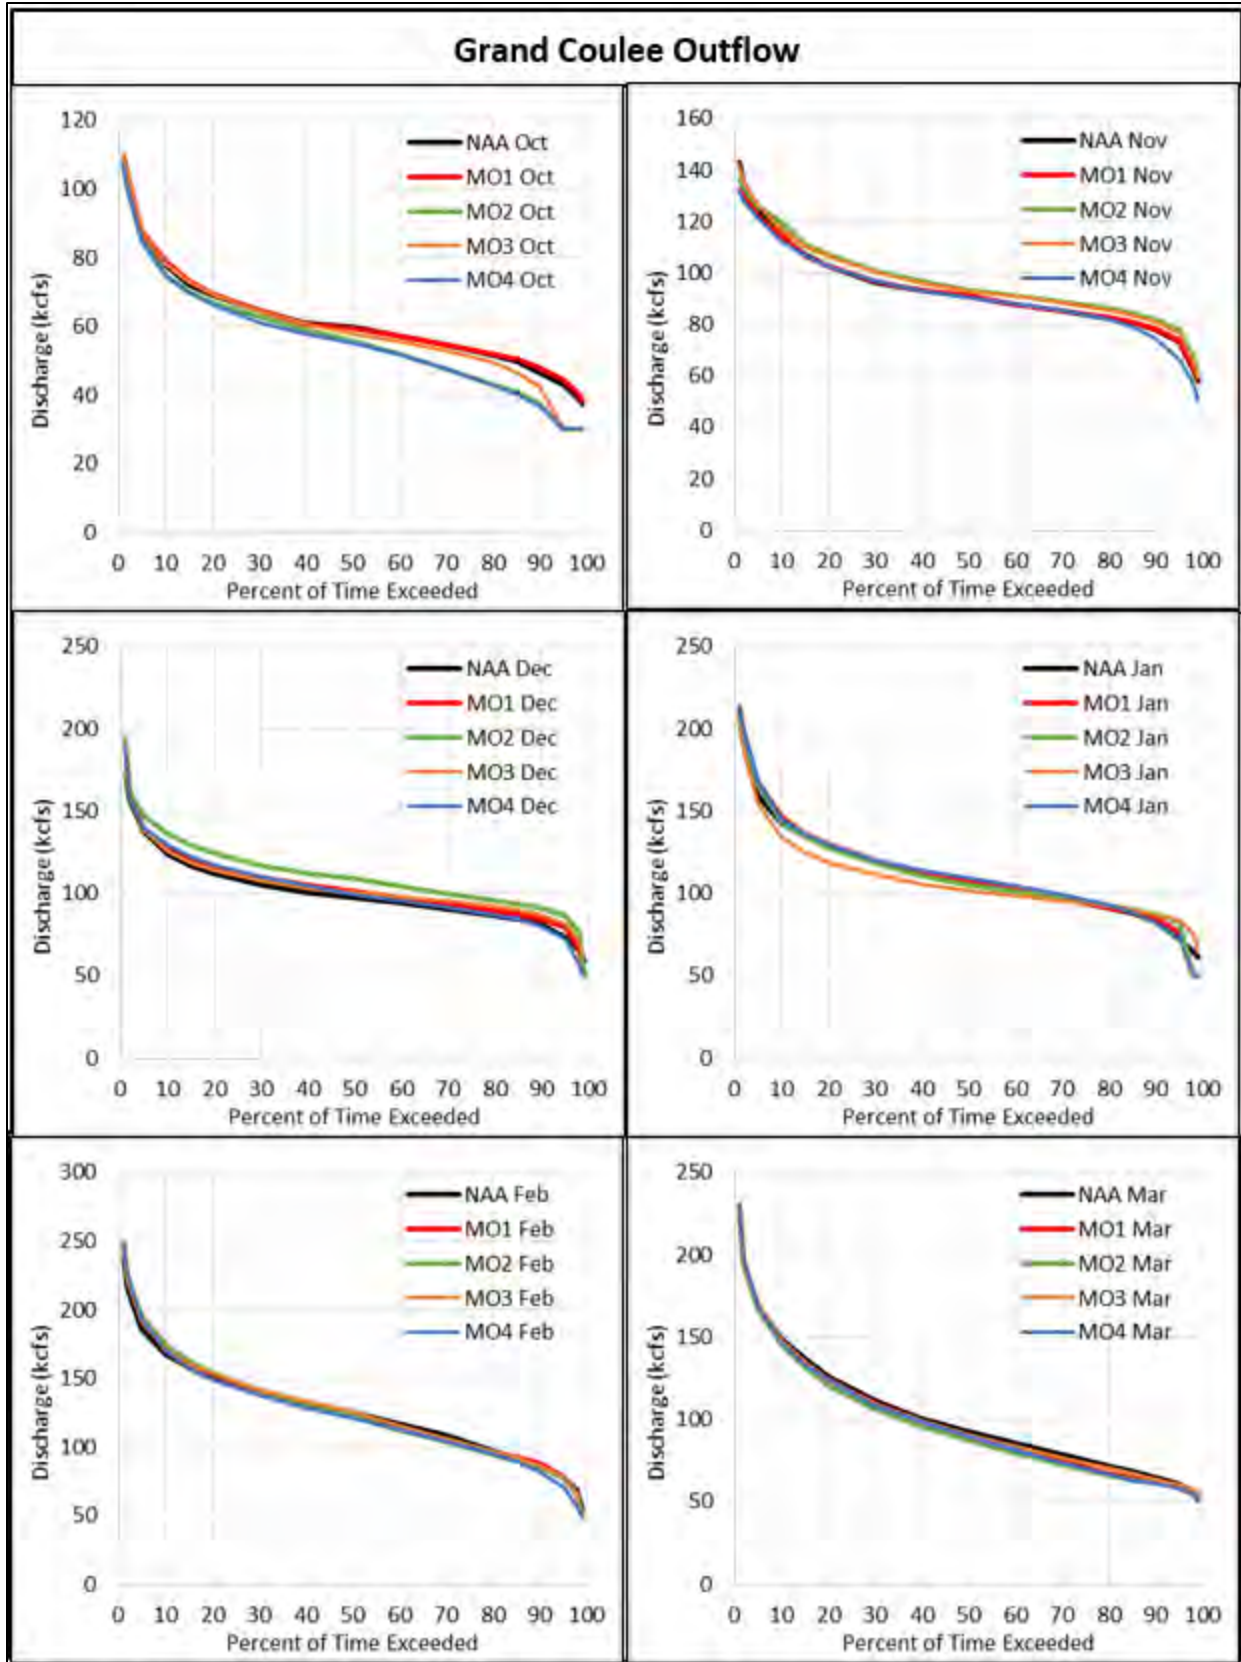 Grand Coulee Outflow
120
100
80
60
40
20
0
Discharge (kcfs)
NAA Oct
MO1 Oct
MO2 Oct
MO3 Oct
MO4 Oct
0 10 20 30 40 50 60 70 80 90 100
Percent of Time Exceeded
160
140
120
100
80
60
40
20
0
Discharge (kcfs)
NAA Nov
MO1 Nov
MO2 Nov
MO3 Nov
MO4 Nov
0 10 20 30 40 50 60 70 80 90 100
Percent of Time Exceeded
250
200
150
100
50
0
Discharge (kcfs)
NAA Dec
MO1 Dec
MO2 Dec
MO3 Dec
MO4 Dec
0 10 20 30 40 50 60 70 80 90 100
Percent of Time Exceeded
250
200
150
100
50
0
Discharge (kcfs)
NAA Jan
MO1 Jan
MO2 Jan
MO3 Jan
MO4 Jan
0 10 20 30 40 50 60 70 80 90 100
Percent of Time Exceeded
300
250
200
150
100
50
0
Discharge (kcfs)
NAA Feb
MO1 Feb
MO2 Feb
MO3 Feb
MO4 Feb
0 10 20 30 40 50 60 70 80 90 100
Percent of Time Exceeded
250
200
150
100
50
0
Discharge (kcfs)
NAA Mar
MO1 Mar
MO2 Mar
MO3 Mar
MO4 Mar
0 10 20 30 40 50 60 70 80 90 100
Percent of Time Exceeded